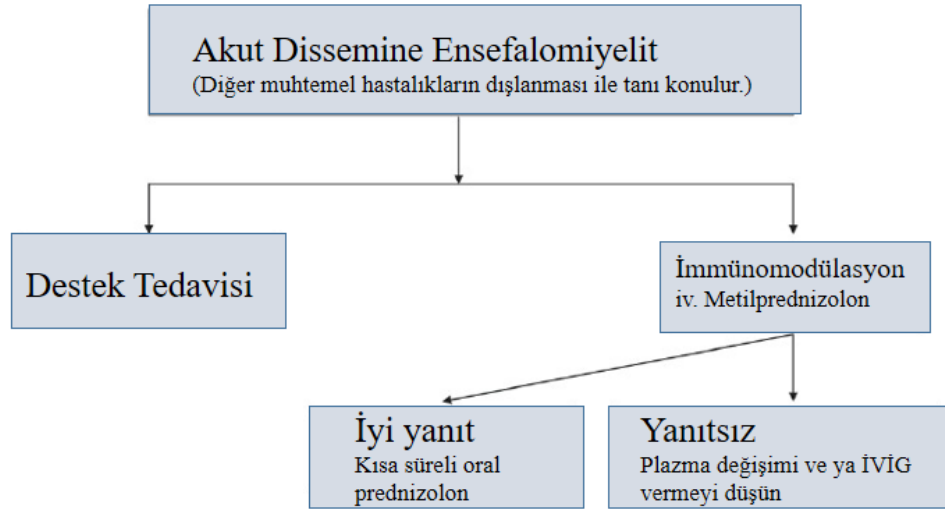 Akut Dissemine Ensefalomiyelit
(Diğer muhtemel hastalıkların dışlanması ile tanı konulur.)
Destek Tedavisi
İmmünomodülasyon
iv. Metilprednizolon
İyi yanıt
Kısa süreli oral
prednizolon
Yanıtsız
Plazma değişimi ve ya İVİG
vermeyi düşün